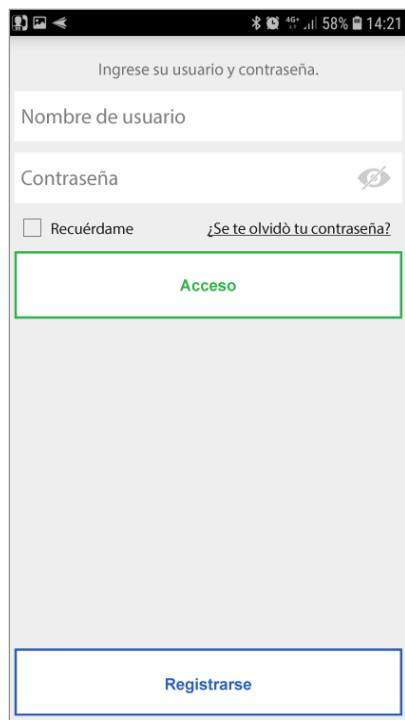 4G+ 58% 14:21
Ingrese su usuario y contraseña.
Nombre de usuario
Contraseña
Recuérdame ¿Se te olvidò tu contraseña?
Acceso
Registrarse